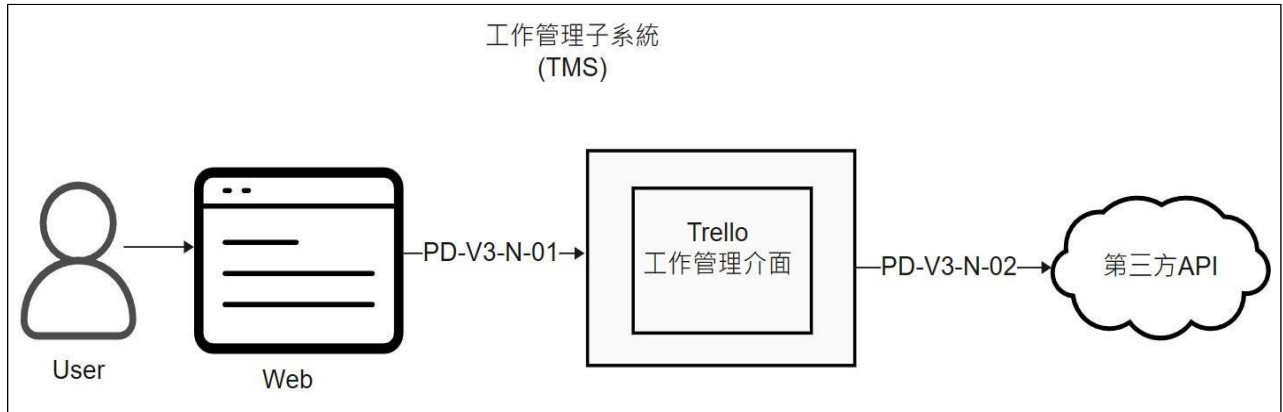 工作管理子系統
(TMS)
User
Web
PD-V3-N-01
Trello
工作管理介面
PD-V3-N-02
第三方API